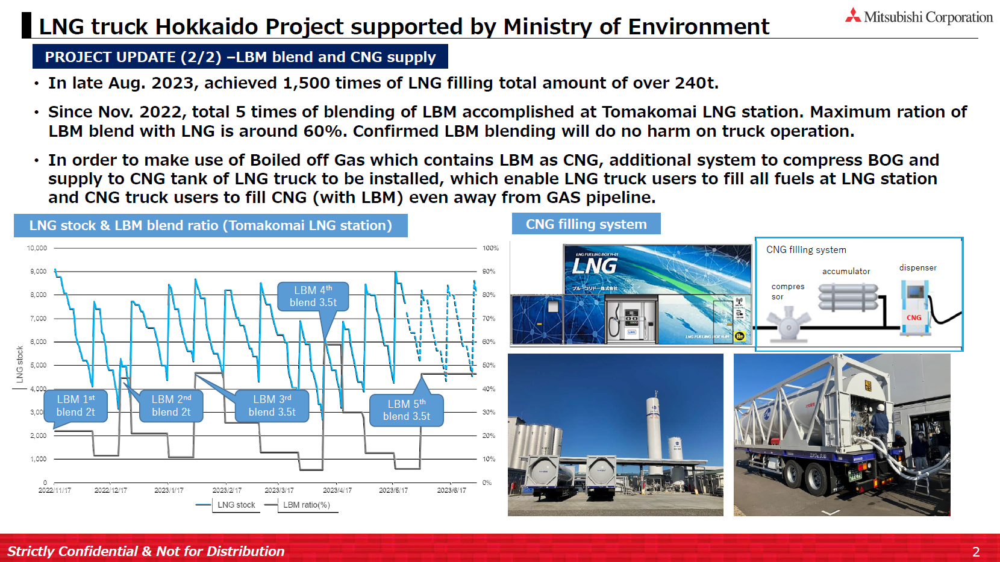 LNG truck Hokkaido Project supported by Ministry of Environment
Mitsubishi Corporation
PROJECT UPDATE (2/2) –LBM blend and CNG supply
• In late Aug. 2023, achieved 1,500 times of LNG filling total amount of over 240t.
• Since Nov. 2022, total 5 times of blending of LBM accomplished at Tomakomai LNG station. Maximum ration of
LBM blend with LNG is around 60%. Confirmed LBM blending will do no harm on truck operation.
• In order to make use of Boiled off Gas which contains LBM as CNG, additional system to compress BOG and
supply to CNG tank of LNG truck to be installed, which enable LNG truck users to fill all fuels at LNG station
and CNG truck users to fill CNG (with LBM) even away from GAS pipeline.
LNG stock & LBM blend ratio (Tomakomai LNG station)
10,000
9,000
8,000
7,000
6,000
5,000
4,000
3,00
2,000
1,000
0
LNG stock
100%
90%
80%
70%
60%
50%
40%
30%
20%
10%
0%
LBM 4th
blend 3.5t
LBM 1st
blend 2t
LBM 2nd
blend 2t
LBM 3rd
blend 3.5t
LBM 5th
blend 3.5t
2022/11/17
2022/12/17
2023/1/17
2023/2/17
2023/3/17
2023/4/17
2023/5/17
2023/6/17
LNG stock
LBM ratio(%)
CNG filling system
LNG FUELING BOX H-01
LNG
ブルーコリドー株式会社
LNG
LNG FUELING BOX H-01
CNG filling system
accumulator
dispenser
compres
sor
CNG
Strictly Confidential & Not for Distribution
2